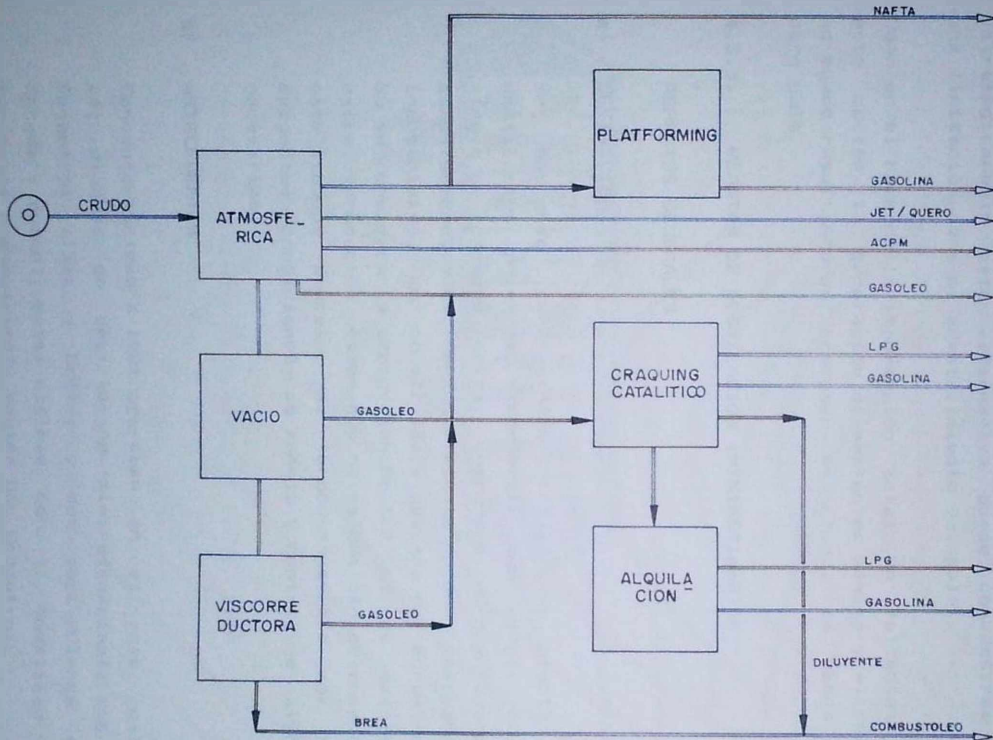 NAFTA
PLATFORMING
GASOLINA
CRUDO
ATMOSFE_
RICA
JET / QUERO
ACPM
GASOLEO
LPG
CRAQUING
CATALITICO
GASOLINA
VACIO
GASOLEO
LPG
ALQUILA_
CION
GASOLINA
VISCORRE
DUCTORA
GASOLEO
DILUYENTE
BREA
COMBUSTOLEO